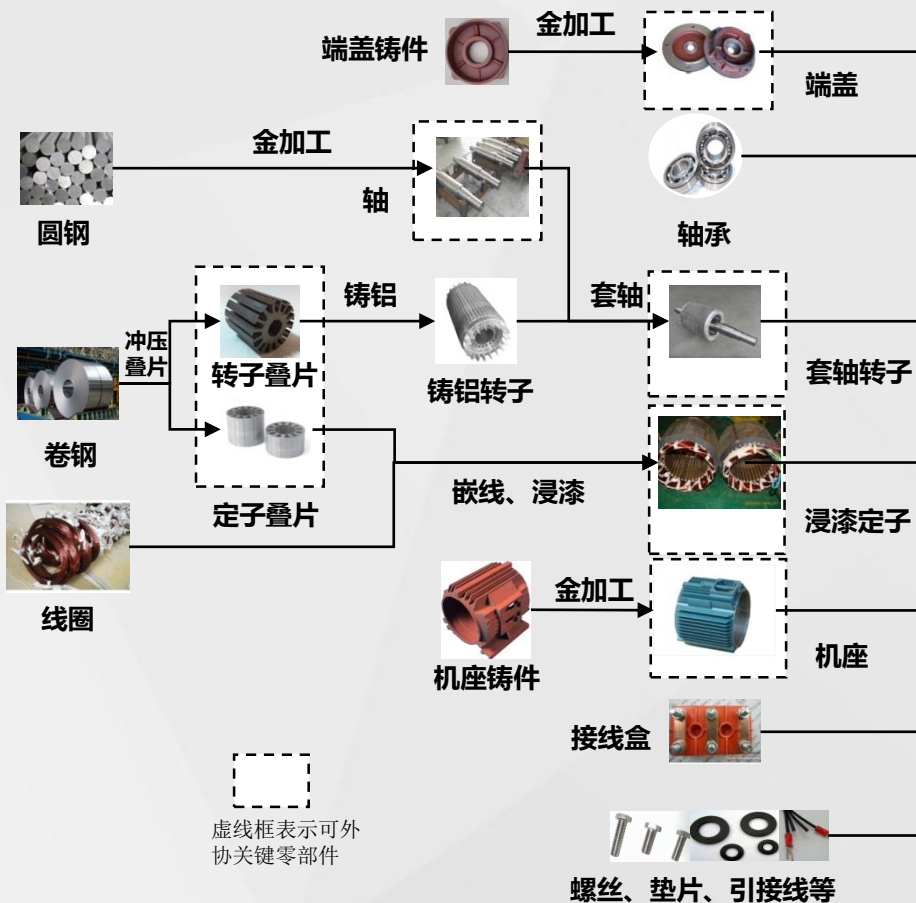 端盖铸件
金加工
端盖
金加工
圆钢
轴
轴承
冲压
叠片
铸铝
套轴
转子叠片
铸铝转子
套轴转子
卷钢
定子叠片
嵌线、浸漆
浸漆定子
线圈
金加工
机座铸件
机座
接线盒
虚线框表示可外
协关键零部件
螺丝、垫片、引接线等